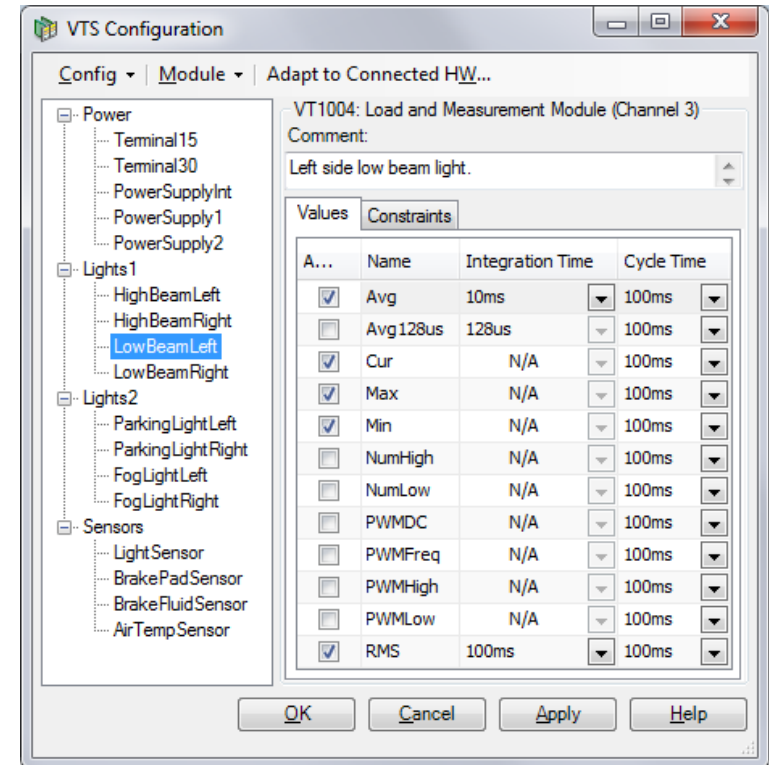 VTS Configuration
Config Module Adapt to Connected HW...
Power
Terminal15
Terminal30
PowerSupplyInt
PowerSupply1
PowerSupply2
Lights1
HighBeamLeft
HighBeamRight
LowBeamLeft
LowBeamRight
Lights2
ParkingLightLeft
ParkingLightRight
FogLightLeft
FogLightRight
Sensors
LightSensor
BrakePadSensor
BrakeFluidSensor
AirTempSensor
VT1004: Load and Measurement Module (Channel 3)
Comment:
Left side low beam light.
Values Constraints
A... Name Integration Time Cycle Time
Avg 10ms 100ms
Avg128us 128us 100ms
Cur N/A 100ms
Max N/A 100ms
Min N/A 100ms
NumHigh N/A 100ms
NumLow N/A 100ms
PWMDC N/A 100ms
PWMFreq N/A 100ms
PWMHigh N/A 100ms
PWMLow N/A 100ms
RMS 100ms 100ms
OK Cancel Apply Help